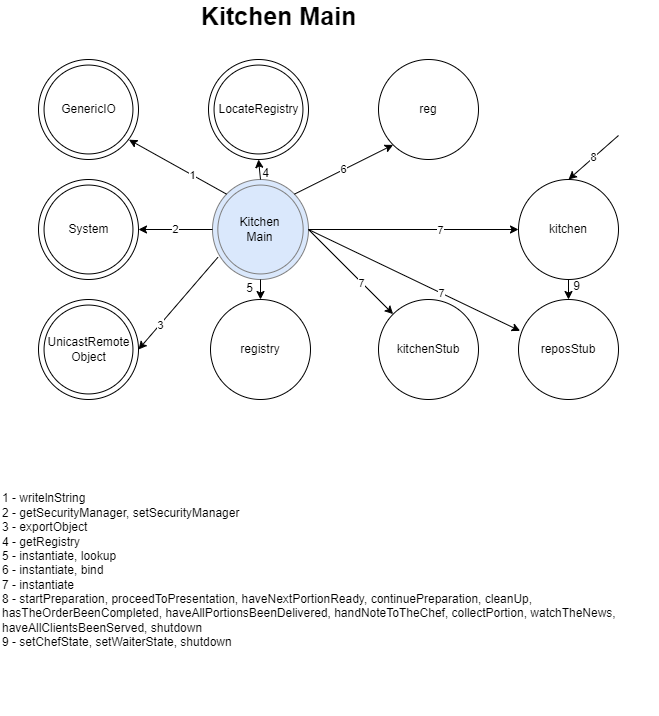 Kitchen Main
GenericIO
LocateRegistry
reg
8
1
4
6
System
2
Kitchen
Main
7
kitchen
5
7
7
9
3
UnicastRemote
Object
registry
kitchenStub
reposStub
1 - writelnString
2 - getSecurityManager, setSecurityManager
3 - exportObject
4 - getRegistry
5 - instantiate, lookup
6 - instantiate, bind
7 - instantiate
8 - startPreparation, proceedToPresentation, haveNextPortionReady, continuePreparation, cleanUp,
hasTheOrderBeenCompleted, haveAllPortionsBeenDelivered, handNoteToTheChef, collectPortion, watchTheNews,
haveAllClientsBeenServed, shutdown
9 - setChefState, setWaiterState, shutdown